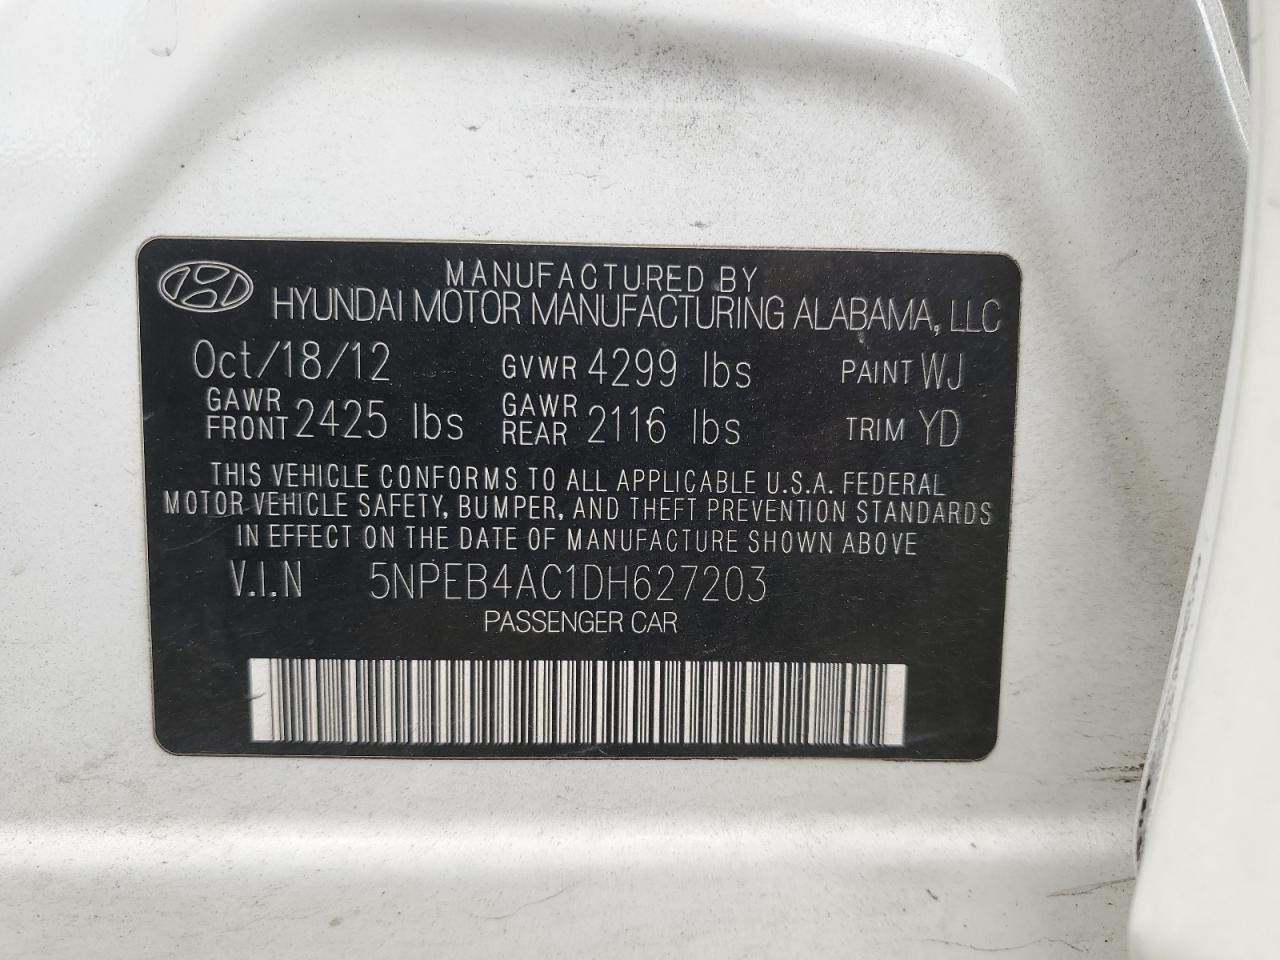 MANUFACTURED BY
HYUNDAI MOTOR MANUFACTURING ALABAMA, LLC
Oct/18/12 GVWR 4299 lbs PAINT WJ
GAWR FRONT 2425 lbs GAWR REAR 2116 lbs TRIM YD
THIS VEHICLE CONFORMS TO ALL APPLICABLE U.S.A. FEDERAL
MOTOR VEHICLE SAFETY, BUMPER, AND THEFT PREVENTION STANDARDS
IN EFFECT ON THE DATE OF MANUFACTURE SHOWN ABOVE
V.I.N 5NPEB4AC1DH627203
PASSENGER CAR